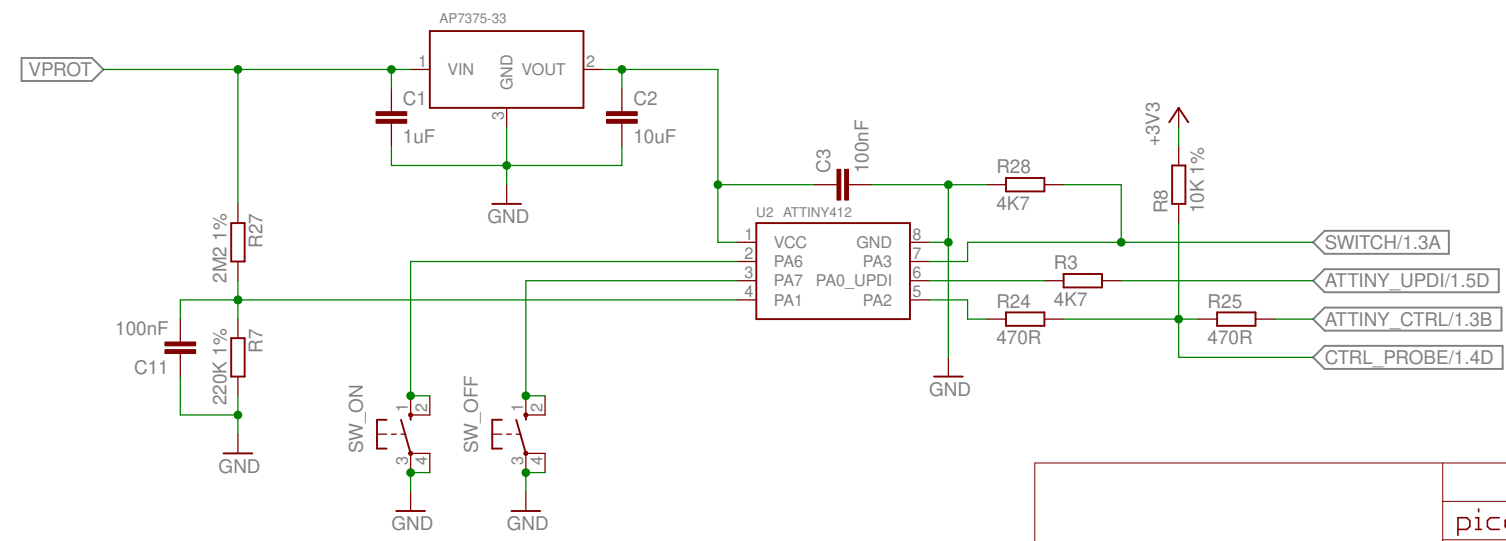 AP7375-33
VPROT
1
VIN
GND
VOUT
2
3
C1
1uF
C2
10uF
GND
+3V3
C3
100nF
R28
4K7
R8
10K 1%
R27
2M2 1%
U2 ATTINY412
1
VCC
GND
8
2
PA6
PA3
7
3
PA7
PA0_UPDI
6
4
PA1
PA2
5
SWITCH/1.3A
R3
4K7
ATTINY_UPDI/1.5D
R24
470R
R25
470R
ATTINY_CTRL/1.3B
CTRL_PROBE/1.4D
100nF
C11
220K 1%
R7
GND
GND
SW_ON
1
2
3
4
GND
SW_OFF
1
2
3
4
GND